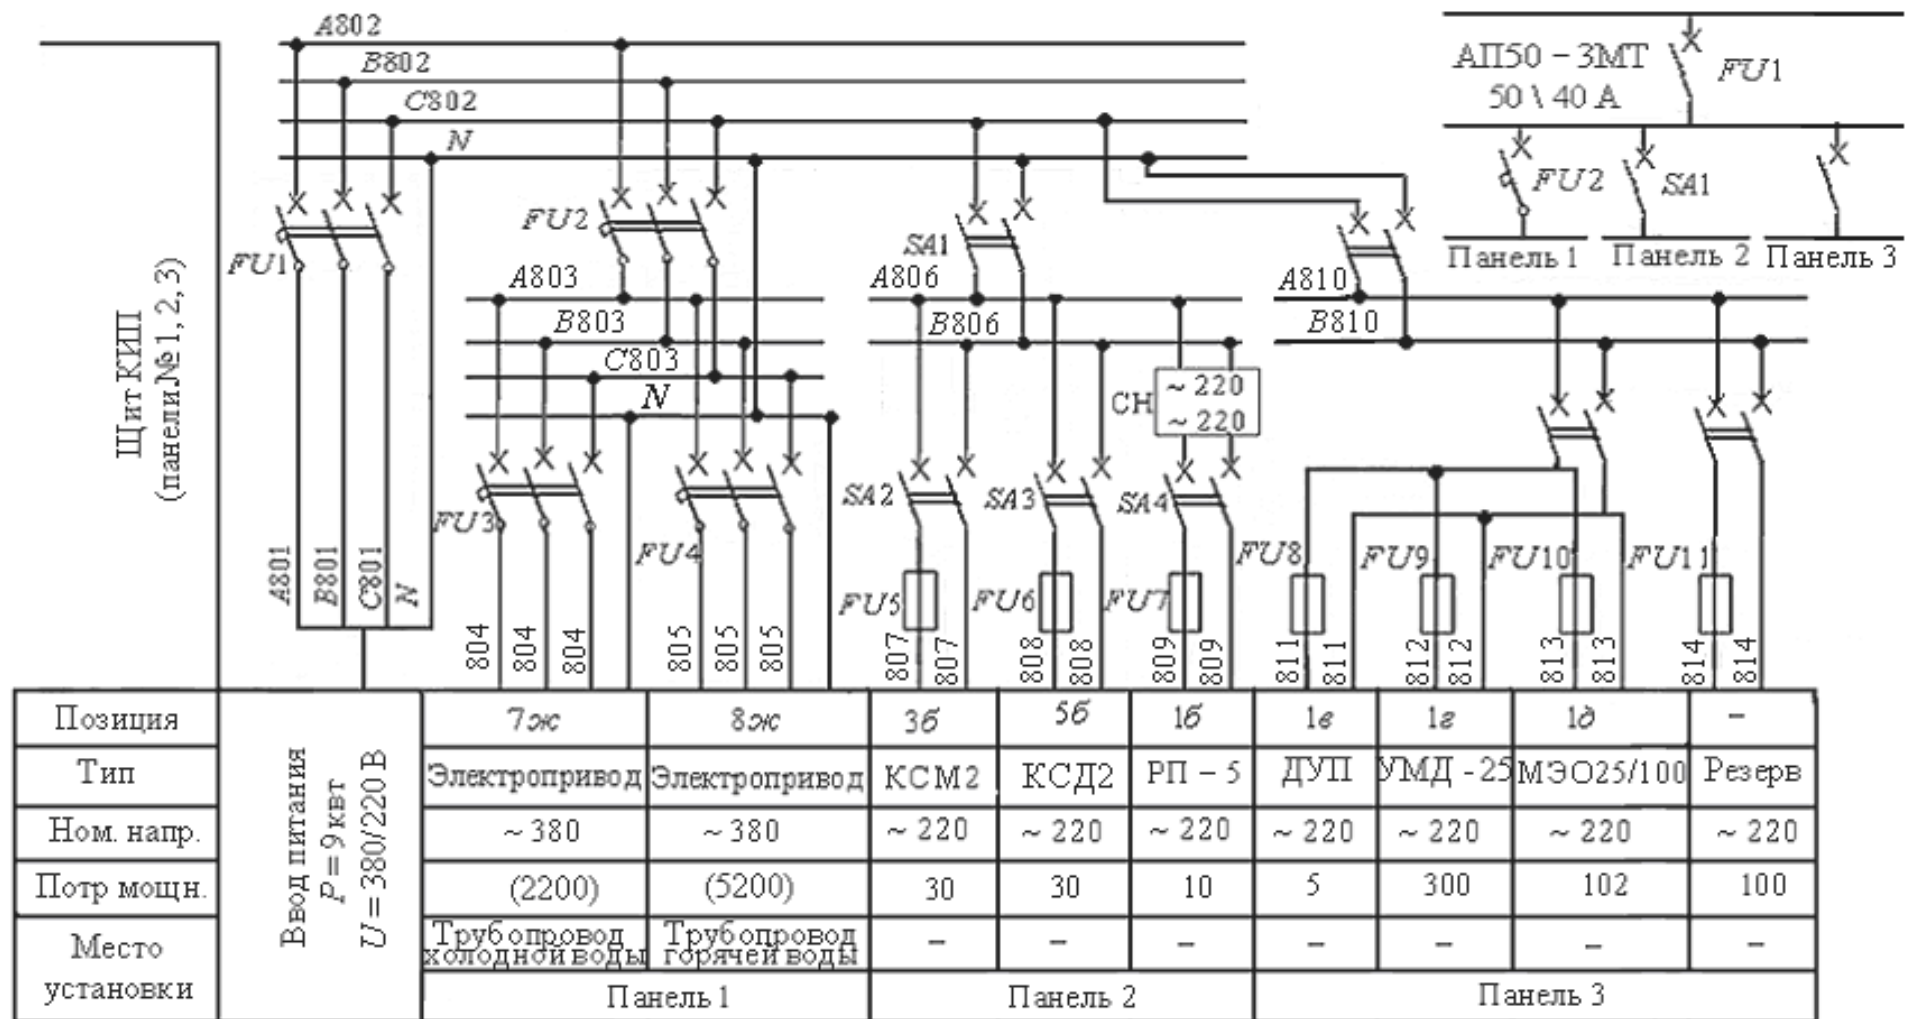 A802
B802
C802
N
АП50 – 3МТ
50 \ 40 А
FU1
FU2
SA1
Панель 1
Панель 2
Панель 3
Щит КИП
(панели№1, 2, 3)
FU1
FU2
SA1
A803
B803
C803
N
A806
B806
A810
B810
СН
~ 220
~ 220
FU3
FU4
SA2
SA3
SA4
A801
B801
C801
N
FU5
FU6
FU7
FU8
FU9
FU10
FU11
804
804
804
805
805
805
807
807
808
808
809
809
811
811
812
812
813
813
814
814
Позиция
7ж
8ж
3б
5б
1б
1в
1г
1д
–
Тип
Электропривод
Электропривод
КСМ2
КСД2
РП – 5
ДУП
УМД -25
МЭО25/100
Резерв
Ном. напр.
~ 380
~ 380
~ 220
~ 220
~ 220
~ 220
~ 220
~ 220
~ 220
Потр мощн.
(2200)
(5200)
30
30
10
5
300
102
100
Место
установки
Ввод питания
P = 9 квт
U = 380/220 В
Трубопровод
холодной воды
Трубопровод
горячей воды
–
–
–
–
–
–
–
Панель 1
Панель 2
Панель 3